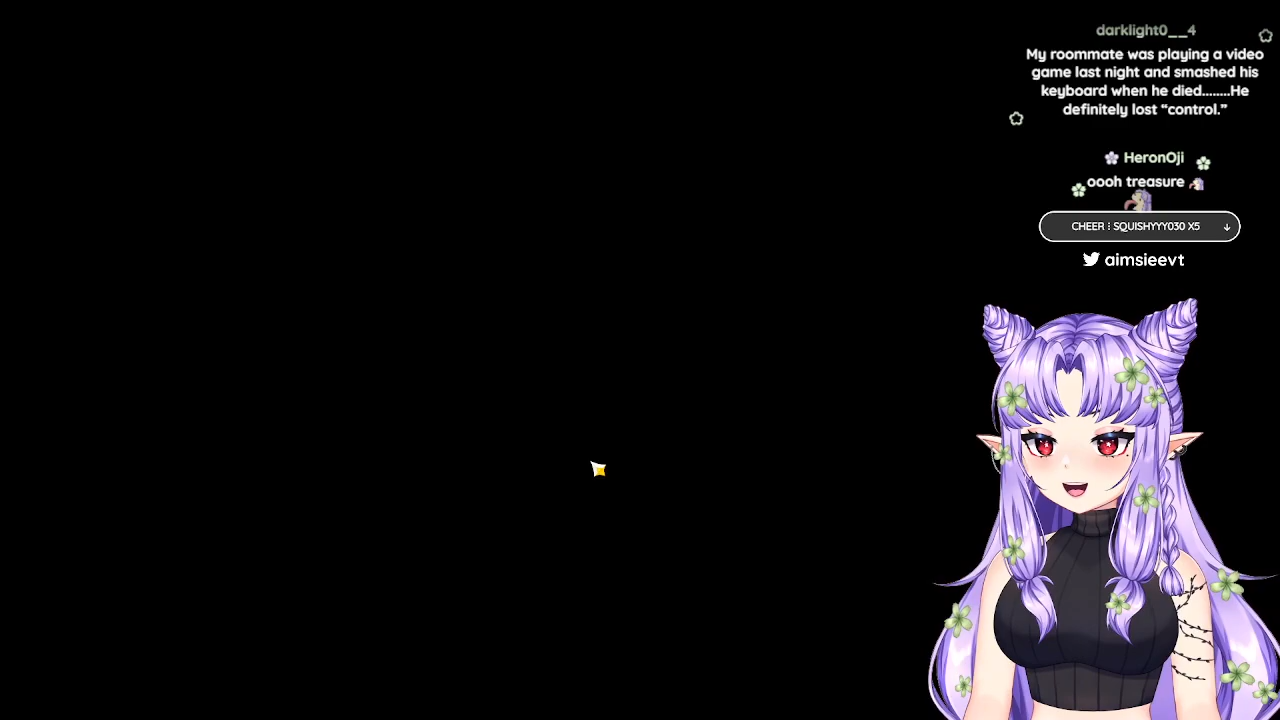 darklight0__4
My roommate was playing a video
game last night and smashed his
keyboard when he died........He
definitely lost “control.”
HeronOji
oooh treasure
CHEER : SQUISHYYY030 X5
aimsieevt